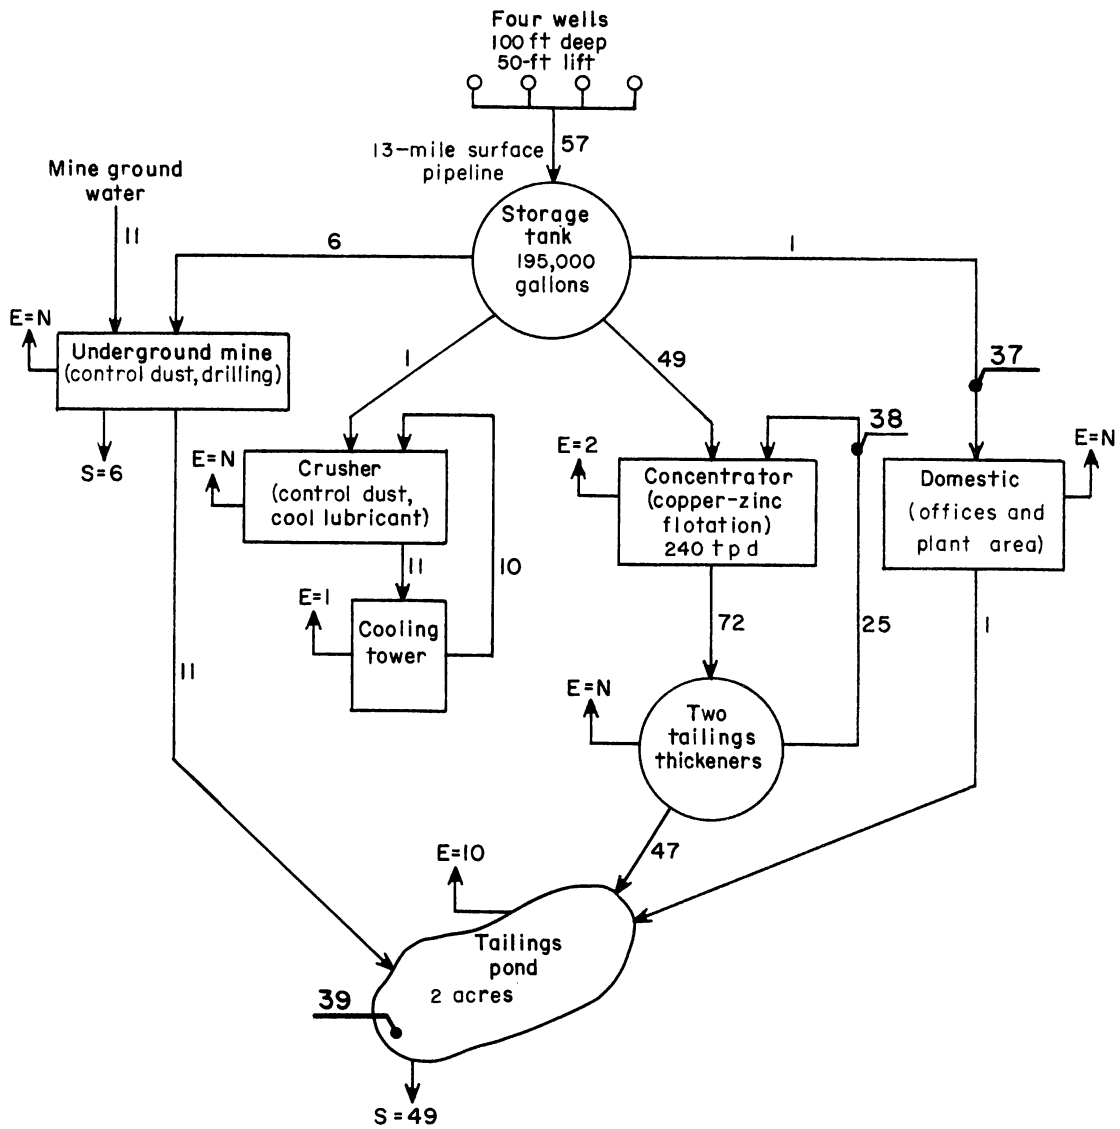 Four wells
100 ft deep
50-ft lift
57
13-mile surface
pipeline
Mine ground
water
11
Storage
tank
195,000
gallons
6
1
E=N
Underground mine
(control dust, drilling)
S=6
1
49
37
38
E=N
Crusher
(control dust,
cool lubricant)
E=2
Concentrator
(copper-zinc
flotation)
240 tpd
E=N
Domestic
(offices and
plant area)
11
10
E=1
Cooling
tower
72
25
1
11
E=N
Two
tailings
thickeners
47
E=10
Tailings
pond
2 acres
39
S=49